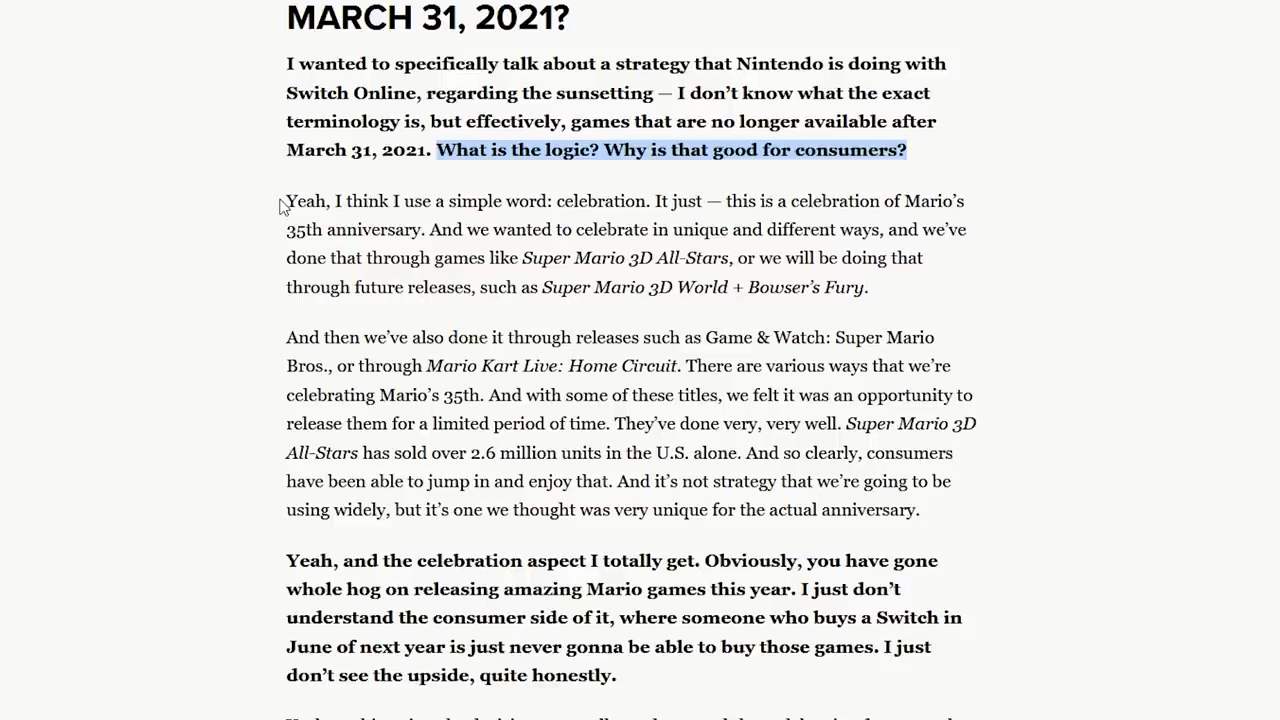 MARCH 31, 2021?
I wanted to specifically talk about a strategy that Nintendo is doing with
Switch Online, regarding the sunsetting — I don’t know what the exact
terminology is, but effectively, games that are no longer available after
March 31, 2021. What is the logic? Why is that good for consumers?
Yeah, I think I use a simple word: celebration. It just — this is a celebration of Mario’s
35th anniversary. And we wanted to celebrate in unique and different ways, and we’ve
done that through games like Super Mario 3D All-Stars, or we will be doing that
through future releases, such as Super Mario 3D World + Bowser’s Fury.
And then we’ve also done it through releases such as Game & Watch: Super Mario
Bros., or through Mario Kart Live: Home Circuit. There are various ways that we’re
celebrating Mario’s 35th. And with some of these titles, we felt it was an opportunity to
release them for a limited period of time. They’ve done very, very well. Super Mario 3D
All-Stars has sold over 2.6 million units in the U.S. alone. And so clearly, consumers
have been able to jump in and enjoy that. And it’s not strategy that we’re going to be
using widely, but it’s one we thought was very unique for the actual anniversary.
Yeah, and the celebration aspect I totally get. Obviously, you have gone
whole hog on releasing amazing Mario games this year. I just don’t
understand the consumer side of it, where someone who buys a Switch in
June of next year is just never gonna be able to buy those games. I just
don’t see the upside, quite honestly.